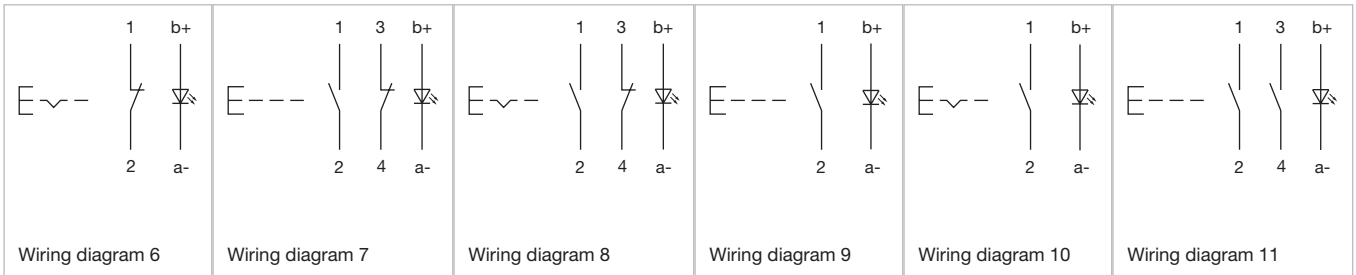 1 b+
1 3 b+
1 3 b+
1 b+
1 b+
1 3 b+
2 a-
2 4 a-
2 4 a-
2 a-
2 a-
2 4 a-
Wiring diagram 6
Wiring diagram 7
Wiring diagram 8
Wiring diagram 9
Wiring diagram 10
Wiring diagram 11